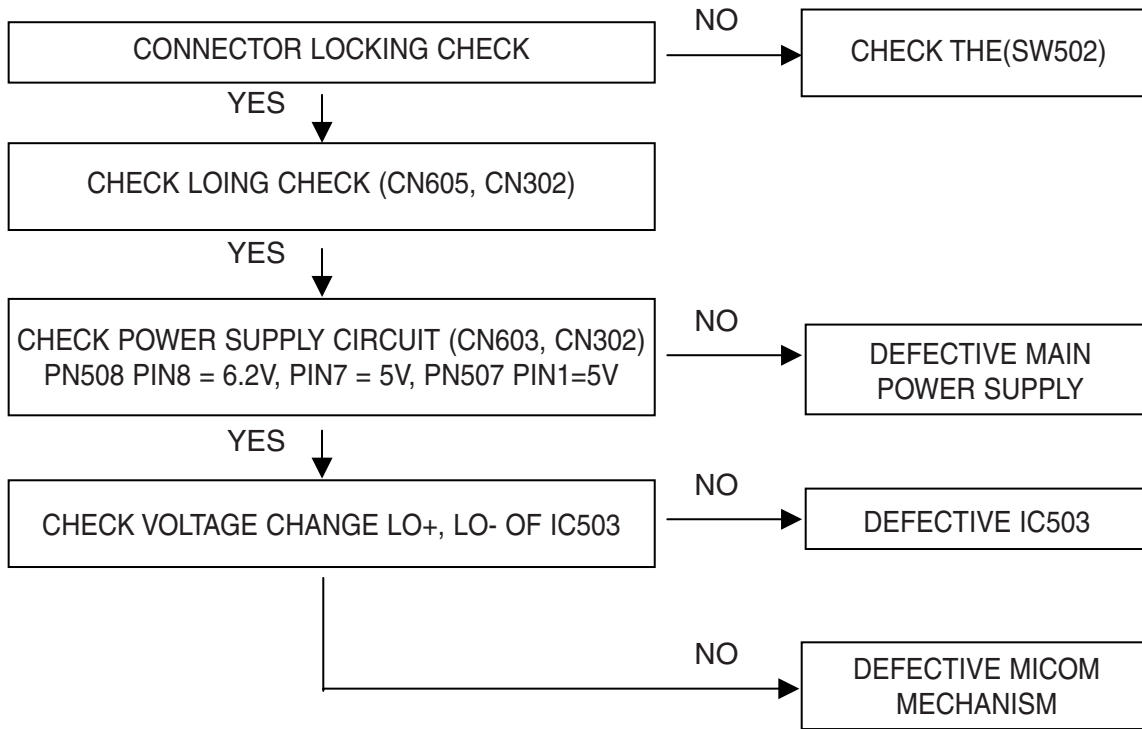 CONNECTOR LOCKING CHECK
NO
CHECK THE(SW502)
YES
CHECK LOING CHECK (CN605, CN302)
YES
CHECK POWER SUPPLY CIRCUIT (CN603, CN302)
PN508 PIN8 = 6.2V, PIN7 = 5V, PN507 PIN1=5V
NO
DEFECTIVE MAIN
POWER SUPPLY
YES
CHECK VOLTAGE CHANGE LO+, LO- OF IC503
NO
DEFECTIVE IC503
NO
DEFECTIVE MICOM
MECHANISM